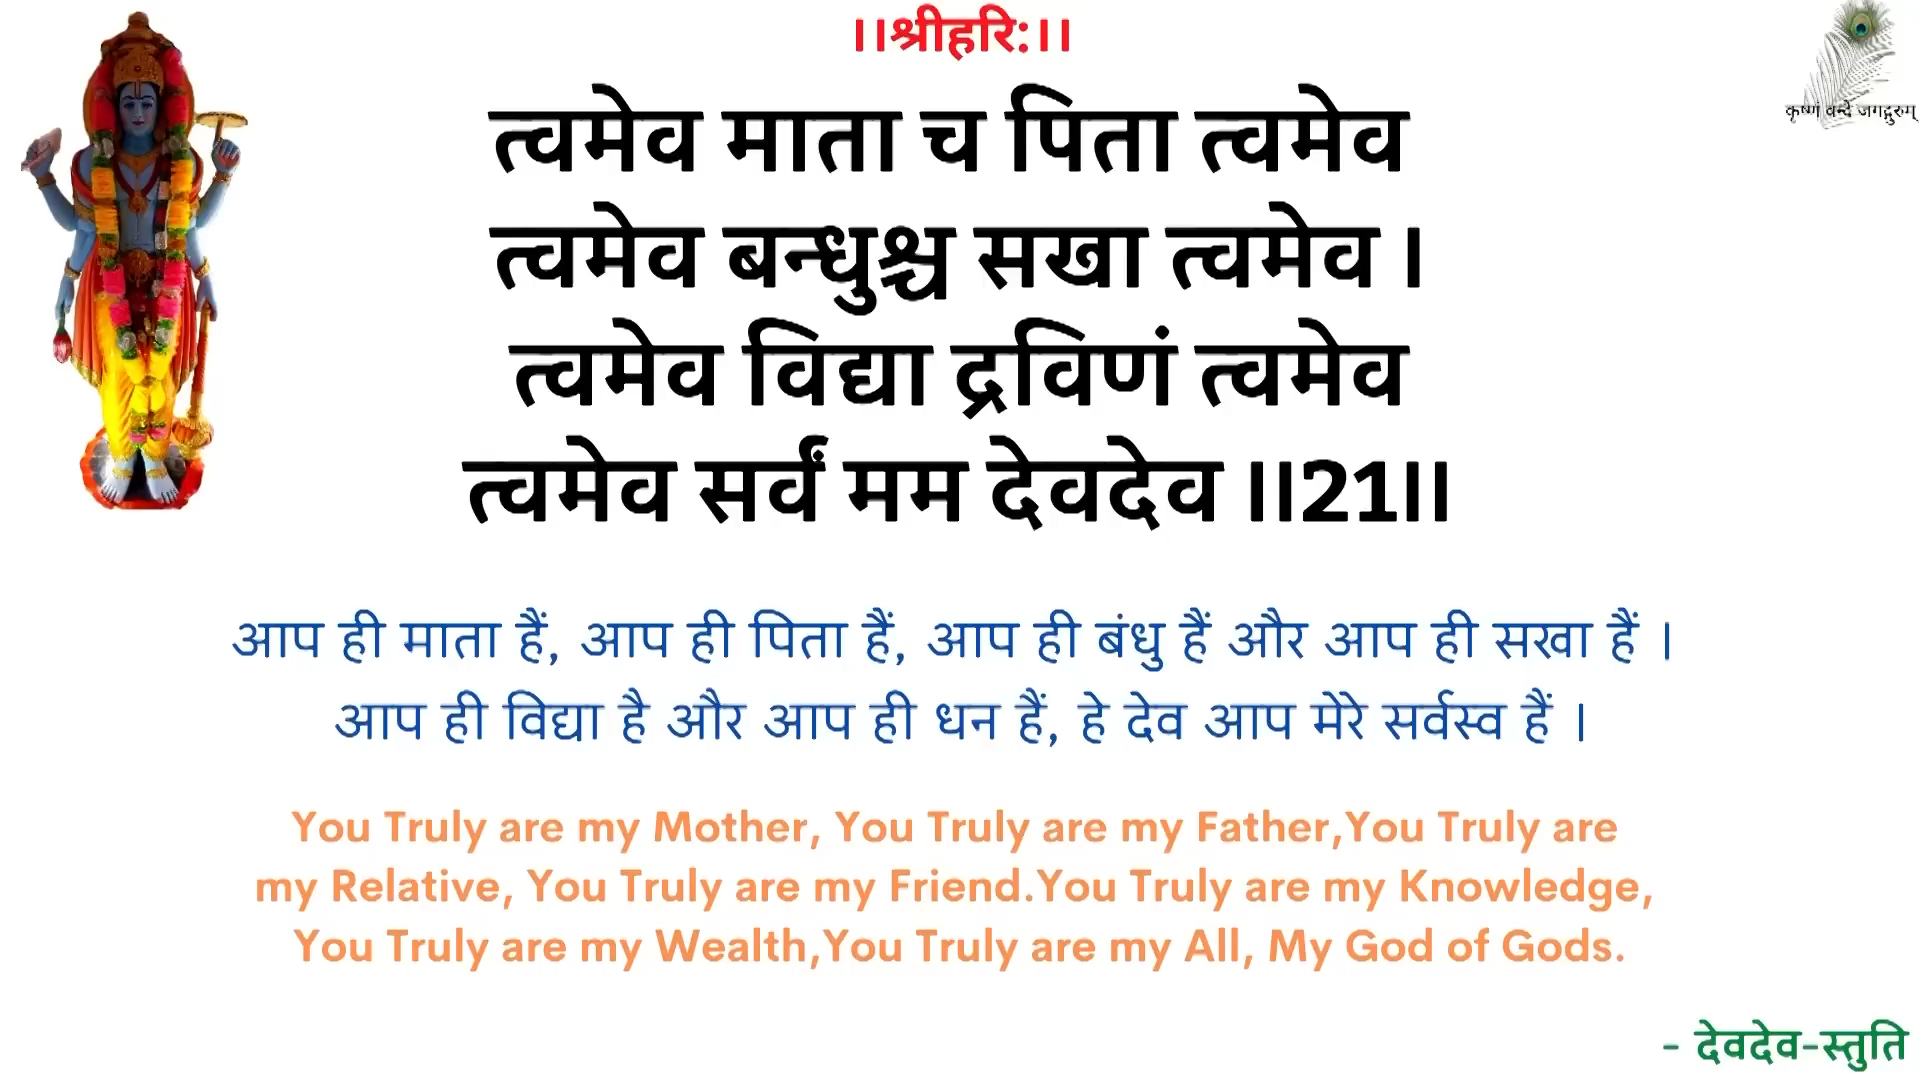 ।।श्रीहरि:।।
कृष्णं वन्दे जगद्गुरुम्
त्वमेव माता च पिता त्वमेव
त्वमेव बन्धुश्च सखा त्वमेव ।
त्वमेव विद्या द्रविणं त्वमेव
त्वमेव सर्वं मम देवदेव ।।21।।
आप ही माता हैं, आप ही पिता हैं, आप ही बंधु हैं और आप ही सखा हैं ।
आप ही विद्या है और आप ही धन हैं, हे देव आप मेरे सर्वस्व हैं ।
You Truly are my Mother, You Truly are my Father,You Truly are
my Relative, You Truly are my Friend.You Truly are my Knowledge,
You Truly are my Wealth,You Truly are my All, My God of Gods.
- देवदेव-स्तुति